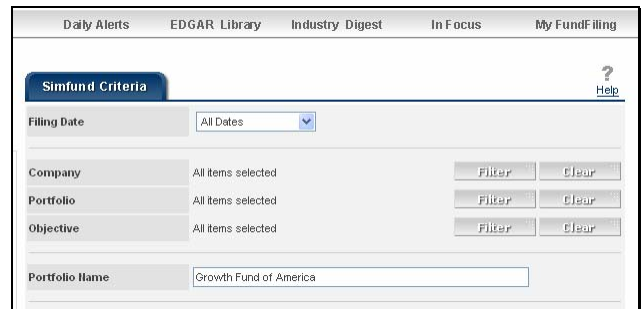 Daily Alerts EDGAR Library Industry Digest In Focus My FundFiling
?
Simfund Criteria
Help
Filing Date All Dates
Company All items selected Filter Clear
Portfolio All items selected Filter Clear
Objective All items selected Filter Clear
Portfolio Name Growth Fund of America